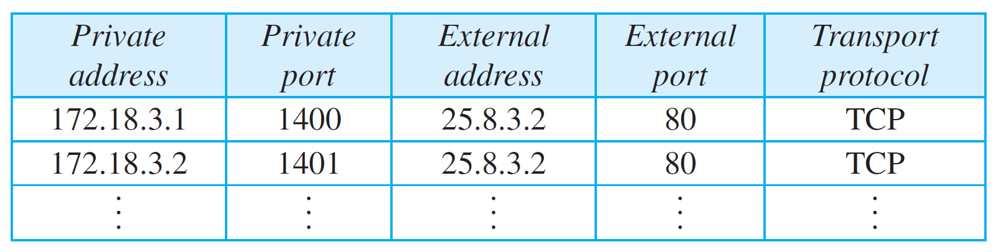 Private address Private port External address External port Transport protocol
172.18.3.1 1400 25.8.3.2 80 TCP
172.18.3.2 1401 25.8.3.2 80 TCP
⋮ ⋮ ⋮ ⋮ ⋮